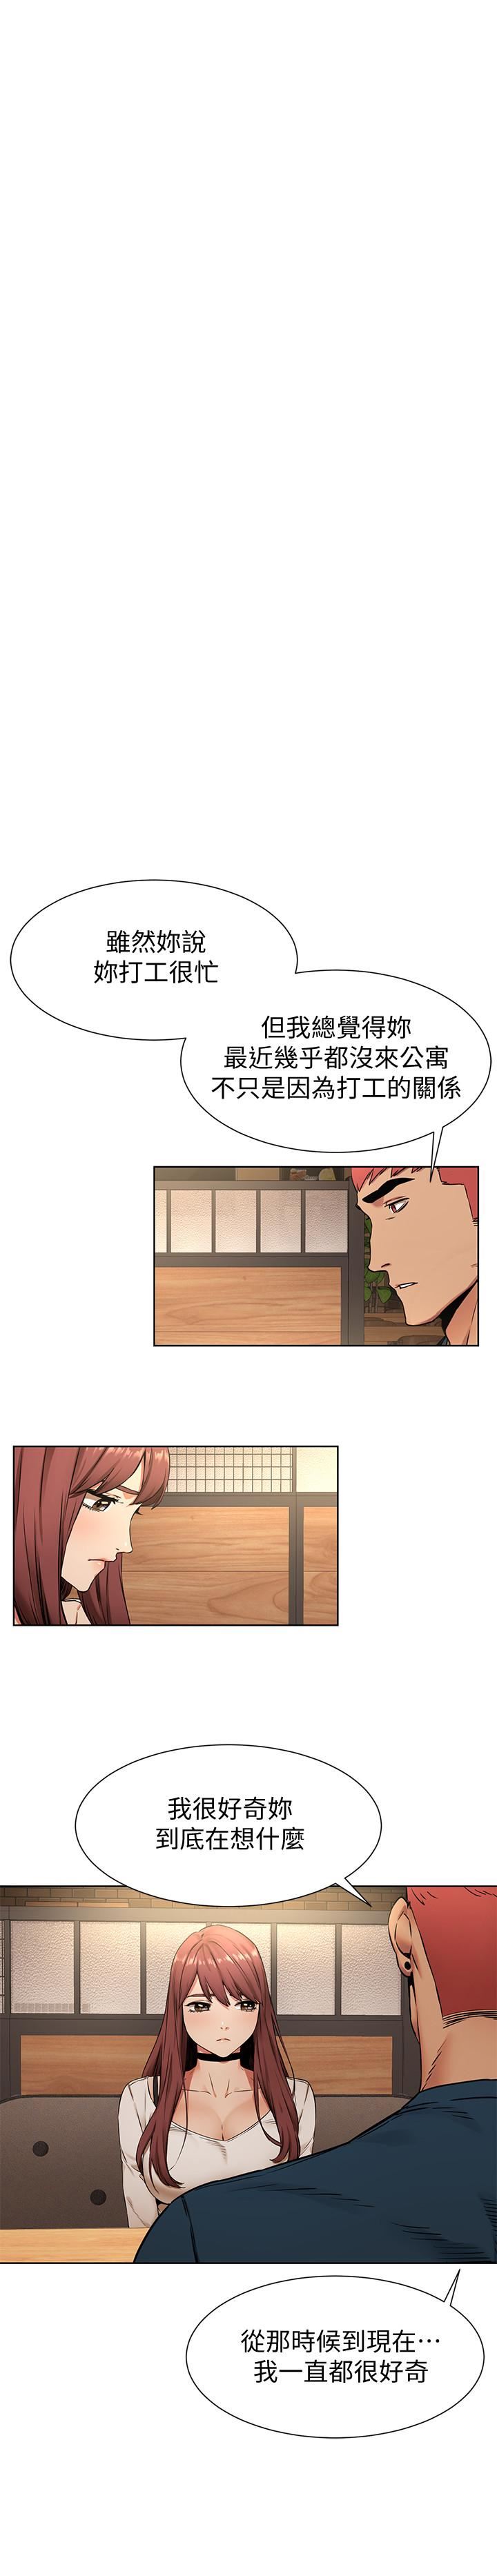 雖然妳說
妳打工很忙
但我總覺得妳
最近幾乎都沒來公寓
不只是因為打工的關係
我很好奇妳
到底在想什麼
從那時候到現在⋯
我一直都很好奇